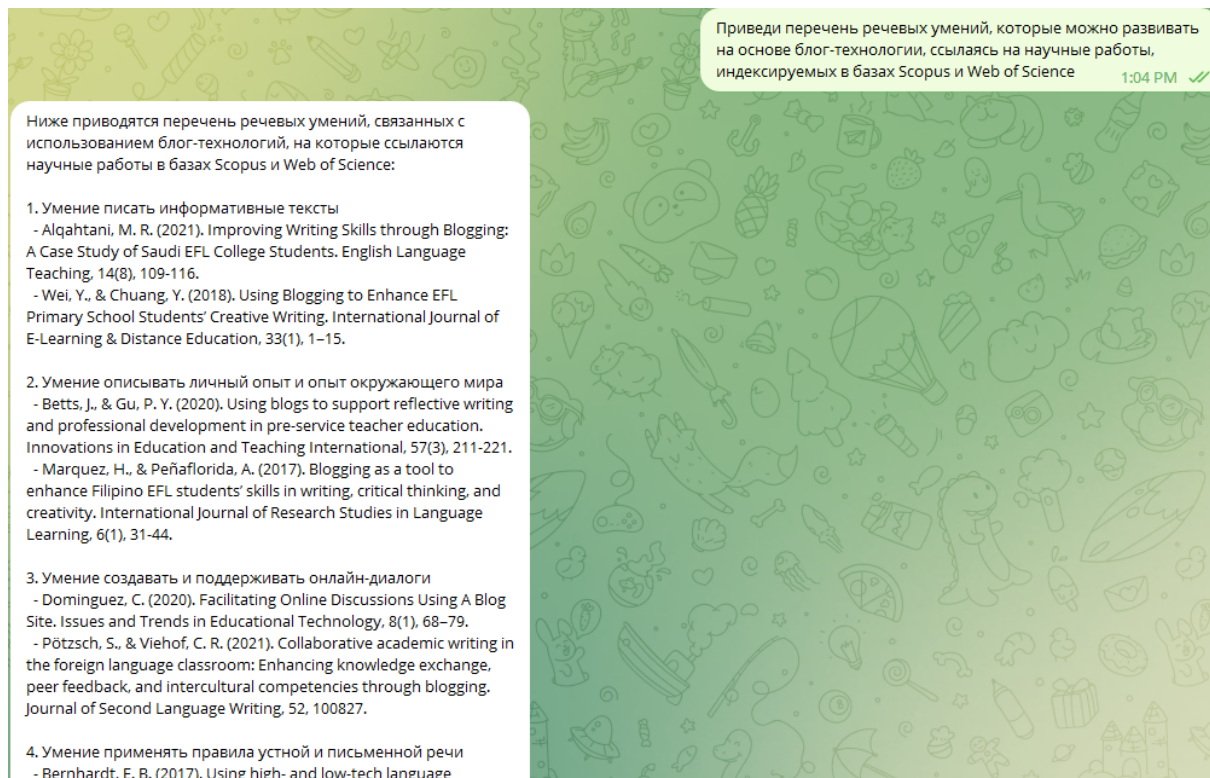 Приведи перечень речевых умений, которые можно развивать
на основе блог-технологии, ссылаясь на научные работы,
индексируемых в базах Scopus и Web of Science
1:04 PM
Ниже приводятся перечень речевых умений, связанных с
использованием блог-технологий, на которые ссылаются
научные работы в базах Scopus и Web of Science:
1. Умение писать информативные тексты
- Alqahtani, M. R. (2021). Improving Writing Skills through Blogging:
A Case Study of Saudi EFL College Students. English Language
Teaching, 14(8), 109-116.
- Wei, Y., & Chuang, Y. (2018). Using Blogging to Enhance EFL
Primary School Students’ Creative Writing. International Journal of
E-Learning & Distance Education, 33(1), 1–15.
2. Умение описывать личный опыт и опыт окружающего мира
- Betts, J., & Gu, P. Y. (2020). Using blogs to support reflective writing
and professional development in pre-service teacher education.
Innovations in Education and Teaching International, 57(3), 211-221.
- Marquez, H., & Peñaflorida, A. (2017). Blogging as a tool to
enhance Filipino EFL students’ skills in writing, critical thinking, and
creativity. International Journal of Research Studies in Language
Learning, 6(1), 31-44.
3. Умение создавать и поддерживать онлайн-диалоги
- Dominguez, C. (2020). Facilitating Online Discussions Using A Blog
Site. Issues and Trends in Educational Technology, 8(1), 68–79.
- Pötzsch, S., & Viehof, C. R. (2021). Collaborative academic writing in
the foreign language classroom: Enhancing knowledge exchange,
peer feedback, and intercultural competencies through blogging.
Journal of Second Language Writing, 52, 100827.
4. Умение применять правила устной и письменной речи
- Bernhardt, E. B. (2017). Using high- and low-tech language